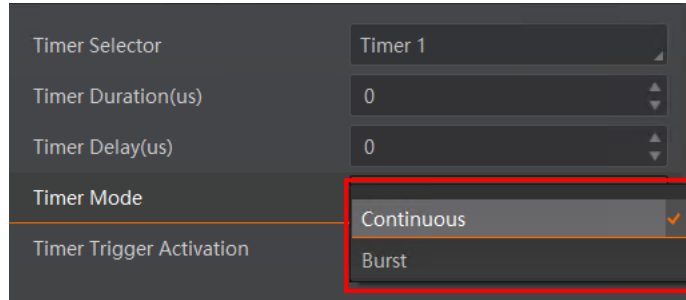 Timer Selector Timer 1
Timer Duration(us) 0
Timer Delay(us) 0
Timer Mode
Continuous
Timer Trigger Activation
Burst